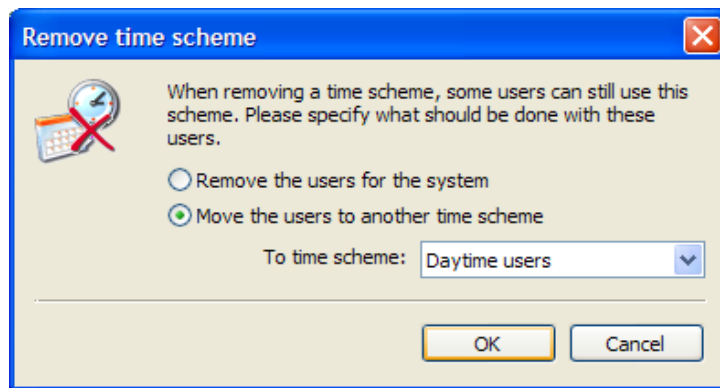 Remove time scheme
When removing a time scheme, some users can still use this
scheme. Please specify what should be done with these
users.
Remove the users for the system
Move the users to another time scheme
To time scheme: Daytime users
OK Cancel